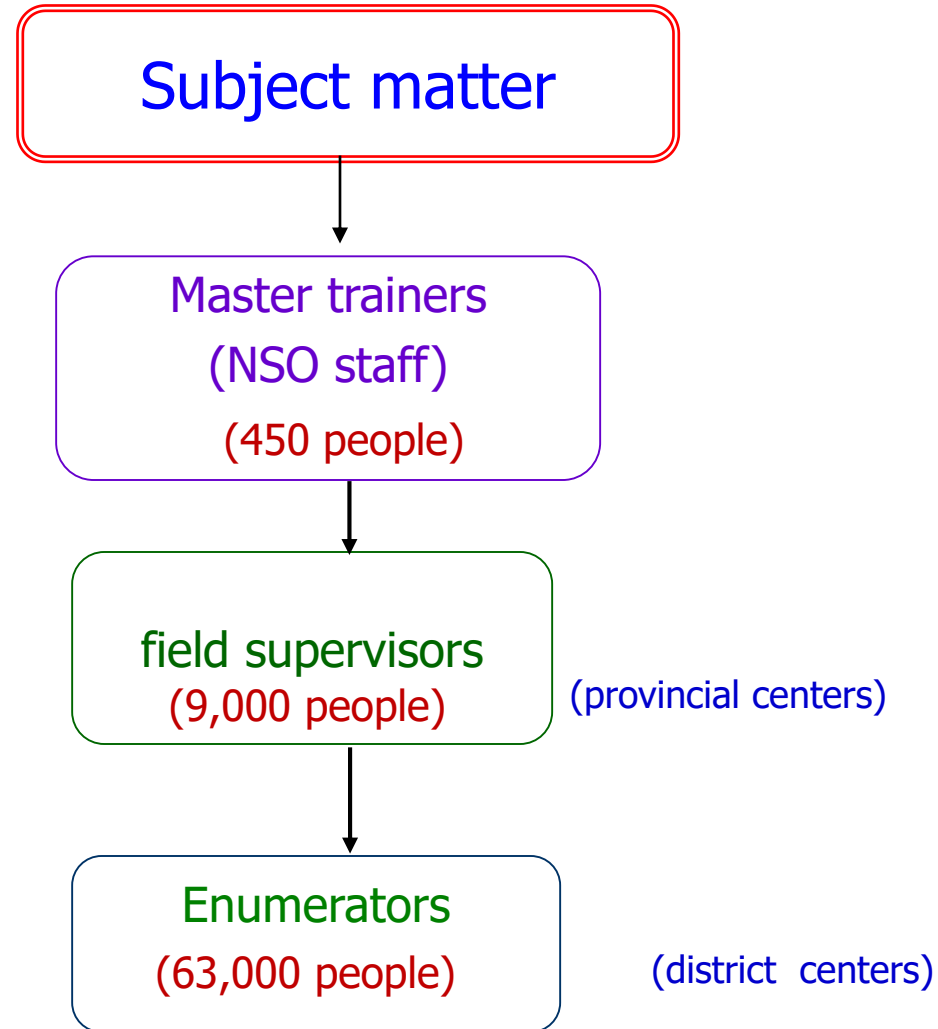 Subject matter
Master trainers
(NSO staff)
(450 people)
field supervisors
(9,000 people)
(provincial centers)
Enumerators
(63,000 people)
(district centers)